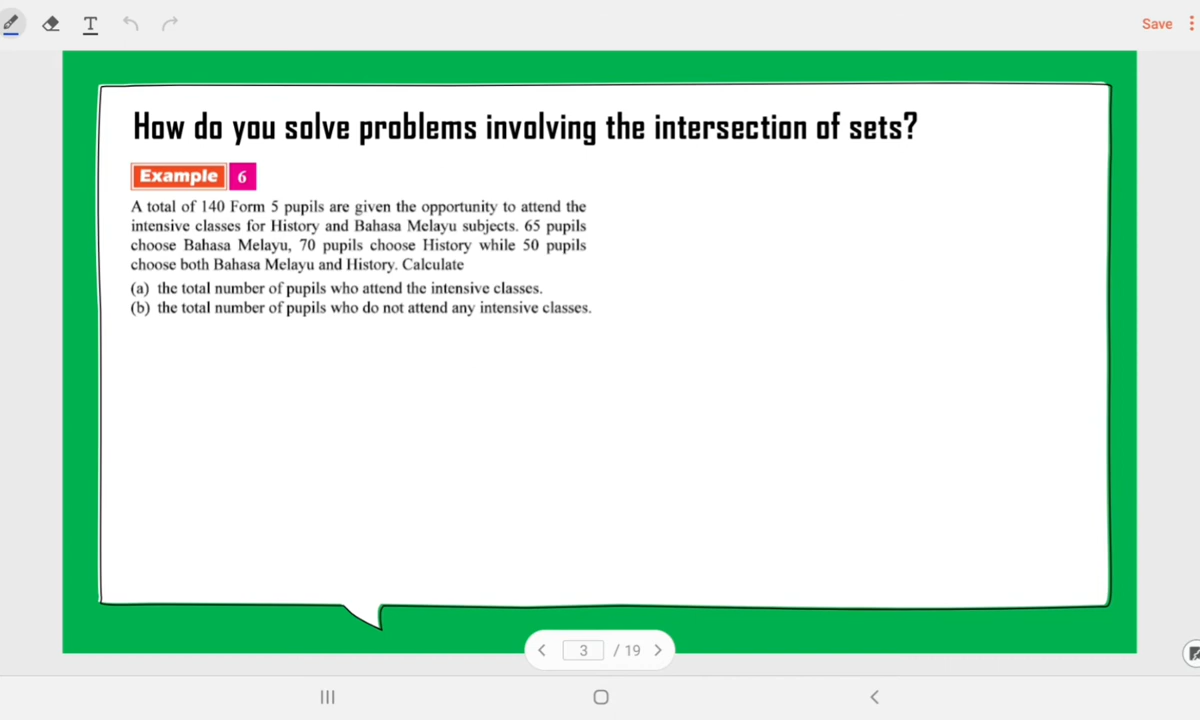 T
Save
How do you solve problems involving the intersection of sets?
Example 6
A total of 140 Form 5 pupils are given the opportunity to attend the
intensive classes for History and Bahasa Melayu subjects. 65 pupils
choose Bahasa Melayu, 70 pupils choose History while 50 pupils
choose both Bahasa Melayu and History. Calculate
(a) the total number of pupils who attend the intensive classes.
(b) the total number of pupils who do not attend any intensive classes.
3 / 19